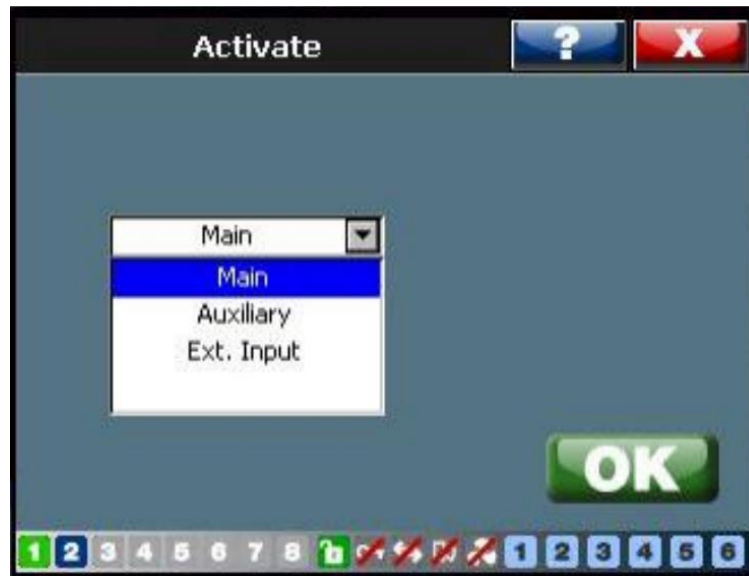 Activate ? X
Main
Main
Auxiliary
Ext. Input
OK
1 2 3 4 5 6 7 8 1 2 3 4 5 6